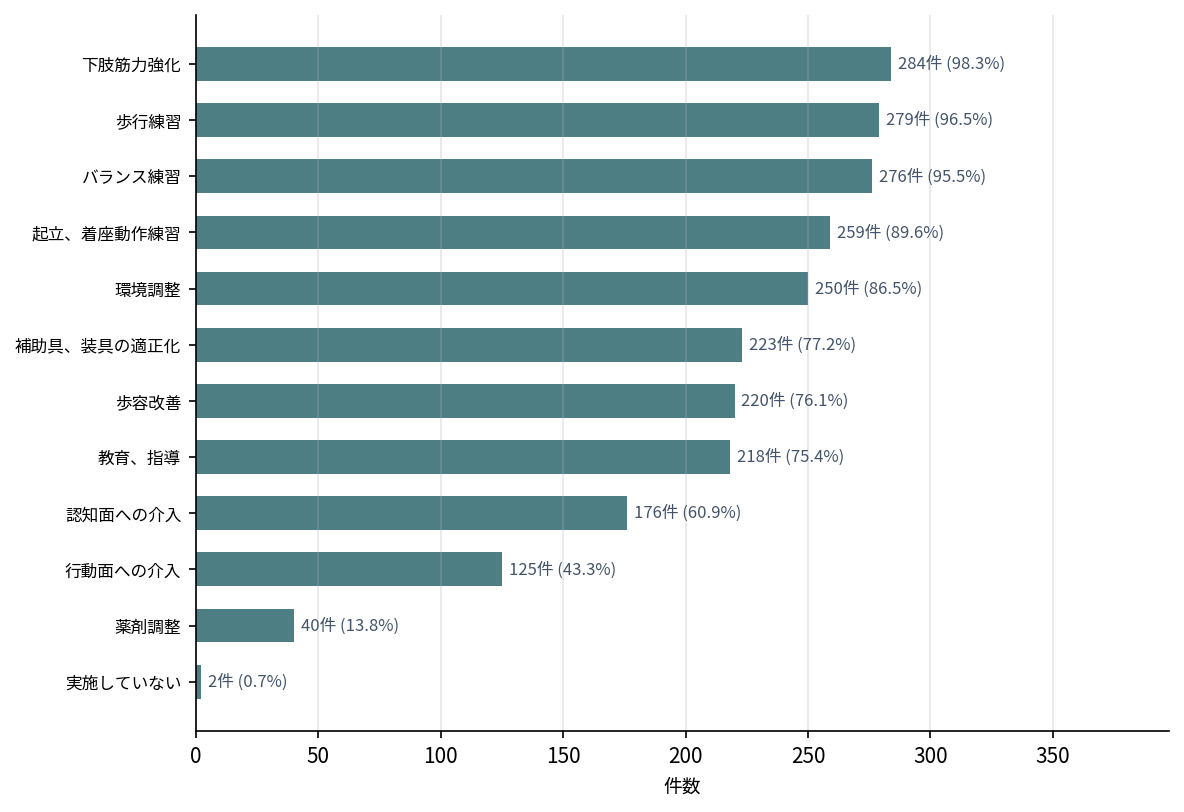 下肢筋力強化 284件 (98.3%)
歩行練習 279件 (96.5%)
バランス練習 276件 (95.5%)
起立、着座動作練習 259件 (89.6%)
環境調整 250件 (86.5%)
補助具、装具の適正化 223件 (77.2%)
歩容改善 220件 (76.1%)
教育、指導 218件 (75.4%)
認知面への介入 176件 (60.9%)
行動面への介入 125件 (43.3%)
薬剤調整 40件 (13.8%)
実施していない 2件 (0.7%)
0 50 100 150 200 250 300 350
件数